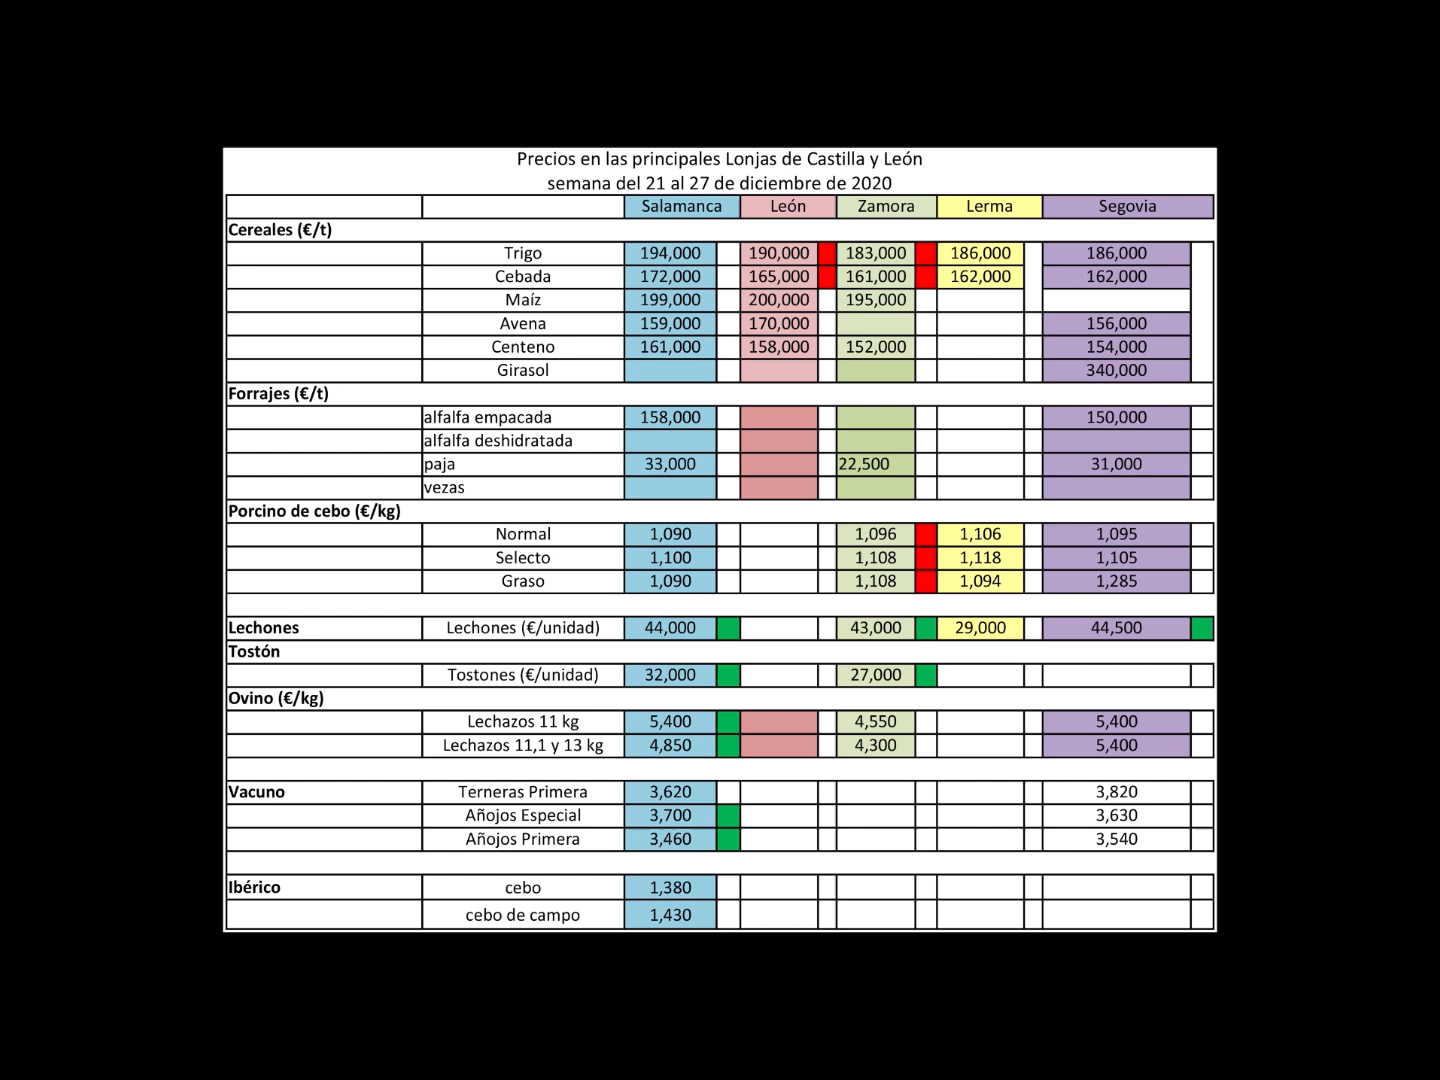 Precios en las principales Lonjas de Castilla y León
semana del 21 al 27 de diciembre de 2020
Salamanca León Zamora Lerma Segovia
Cereales (€/t)
Trigo 194,000 190,000 183,000 186,000 186,000
Cebada 172,000 165,000 161,000 162,000 162,000
Maíz 199,000 200,000 195,000
Avena 159,000 170,000 156,000
Centeno 161,000 158,000 152,000 154,000
Girasol 340,000
Forrajes (€/t)
alfalfa empacada 158,000 150,000
alfalfa deshidratada
paja 33,000 22,500 31,000
vezas
Porcino de cebo (€/kg)
Normal 1,090 1,096 1,106 1,095
Selecto 1,100 1,108 1,118 1,105
Graso 1,090 1,108 1,094 1,285
Lechones Lechones (€/unidad) 44,000 43,000 29,000 44,500
Tostón
Tostones (€/unidad) 32,000 27,000
Ovino (€/kg)
Lechazos 11 kg 5,400 4,550 5,400
Lechazos 11,1 y 13 kg 4,850 4,300 5,400
Vacuno Terneras Primera 3,620 3,820
Añojos Especial 3,700 3,630
Añojos Primera 3,460 3,540
Ibérico cebo 1,380
cebo de campo 1,430